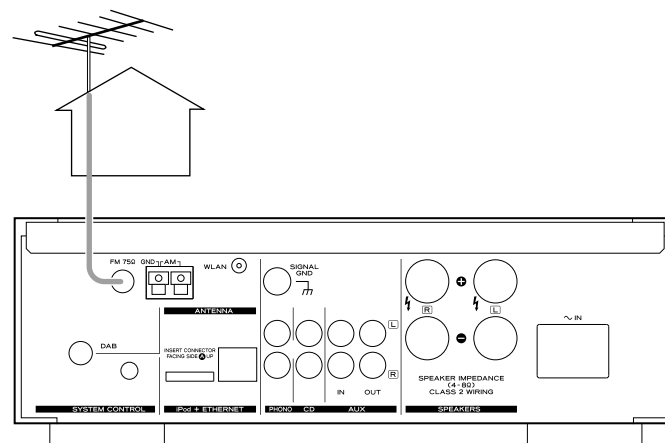 FM 75Ω GND AM
WLAN
SIGNAL
GND
ANTENNA
DAB
INSERT CONNECTOR
FACING SIDE A UP
L
R
IN OUT
R L
SPEAKER IMPEDANCE
(4-8Ω)
CLASS 2 WIRING
～ IN
SYSTEM CONTROL
iPod + ETHERNET
PHONO CD AUX
SPEAKERS